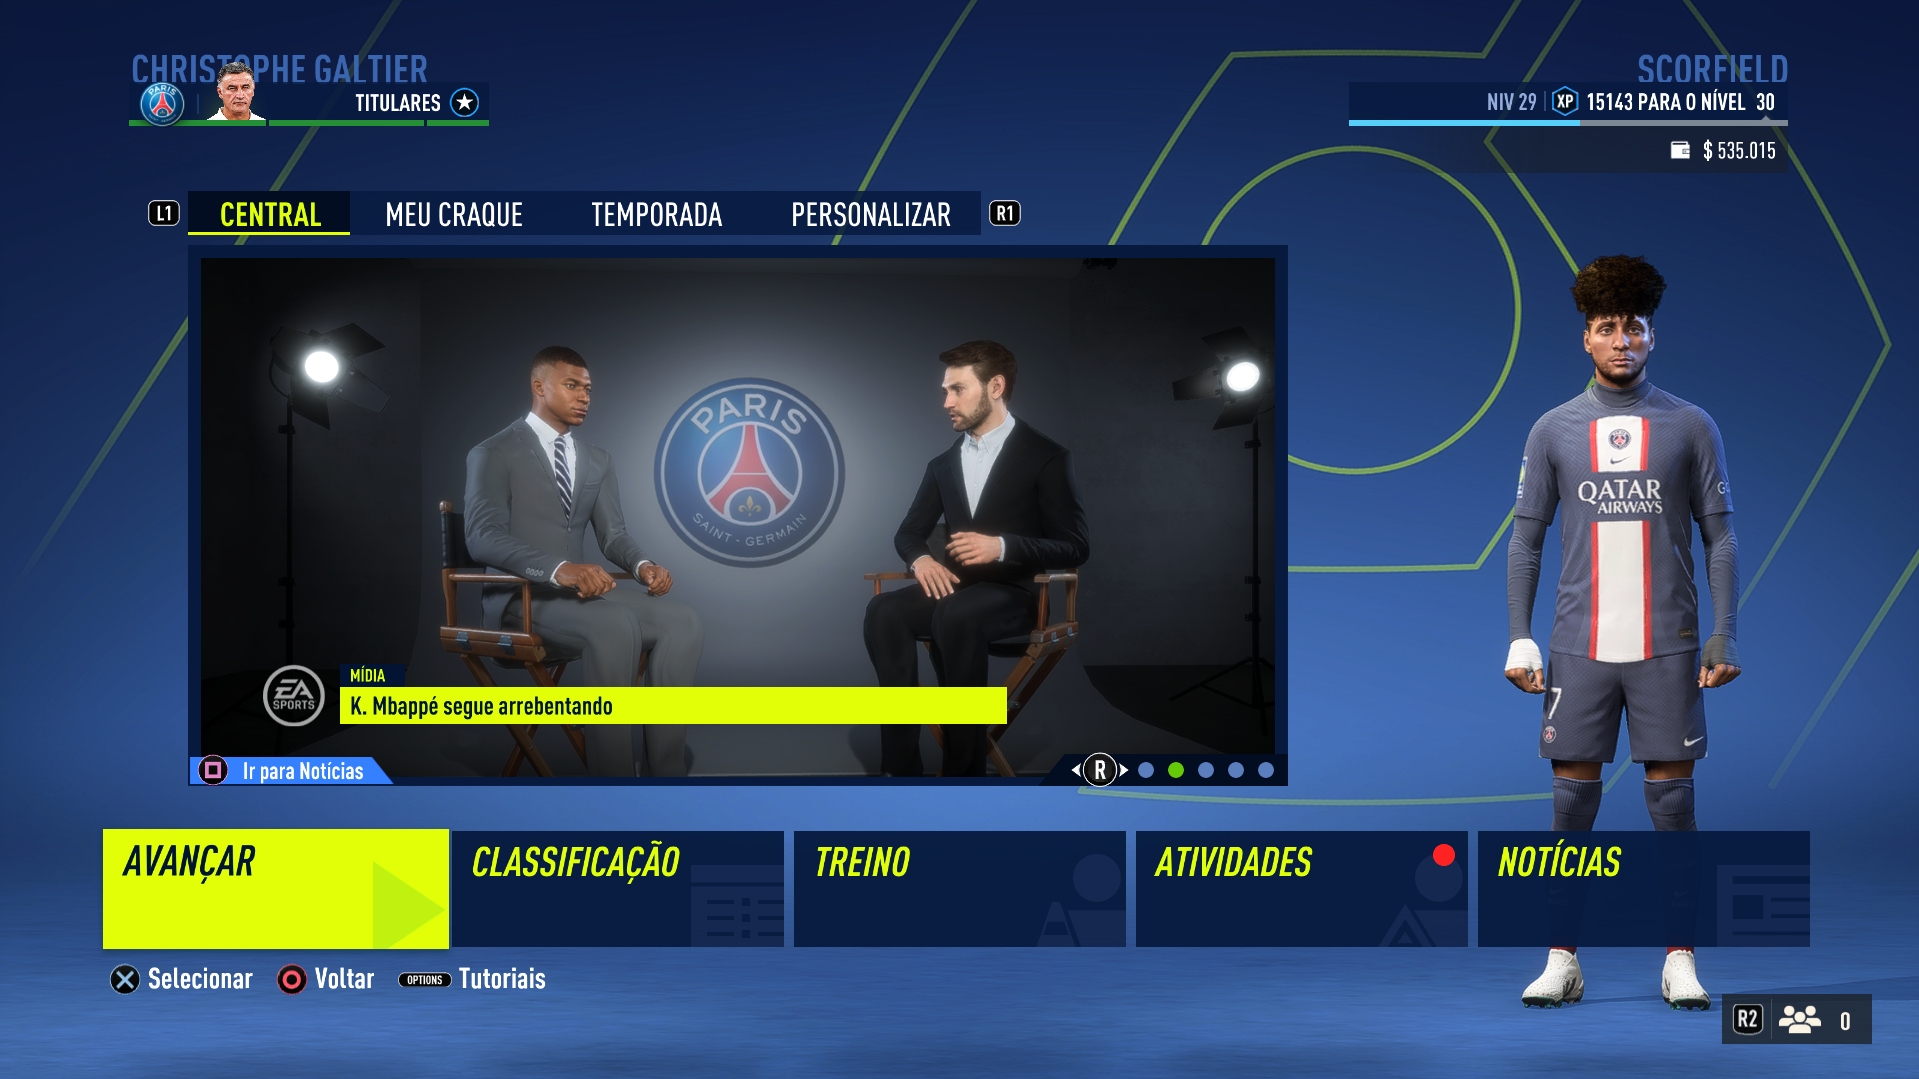 CHRISTOPHE GALTIER
PARIS
TITULARES
SCORFIELD
NIV 29 XP 15143 PARA O NÍVEL 30
$ 535.015
L1 CENTRAL MEU CRAQUE TEMPORADA PERSONALIZAR R1
PARIS
SAINT - GERMAIN
QATAR
AIRWAYS
7
EA
SPORTS
MÍDIA
K. Mbappé segue arrebentando
Ir para Notícias
R
AVANÇAR
CLASSIFICAÇÃO
TREINO
ATIVIDADES
NOTÍCIAS
Selecionar Voltar OPTIONS Tutoriais
R2 0